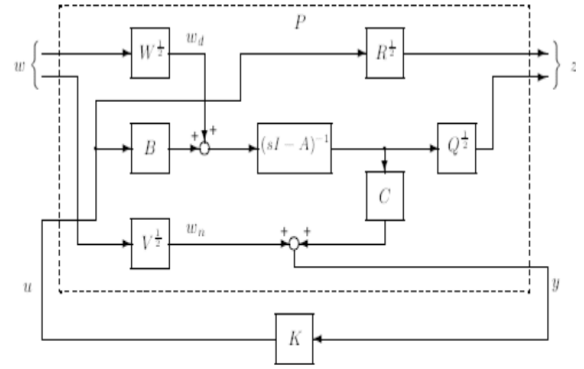 P
w { W^{1/2} w_d R^{1/2} } z
+ +
B (sI − A)^{-1} Q^{1/2}
C
V^{1/2} w_n + +
u y
K